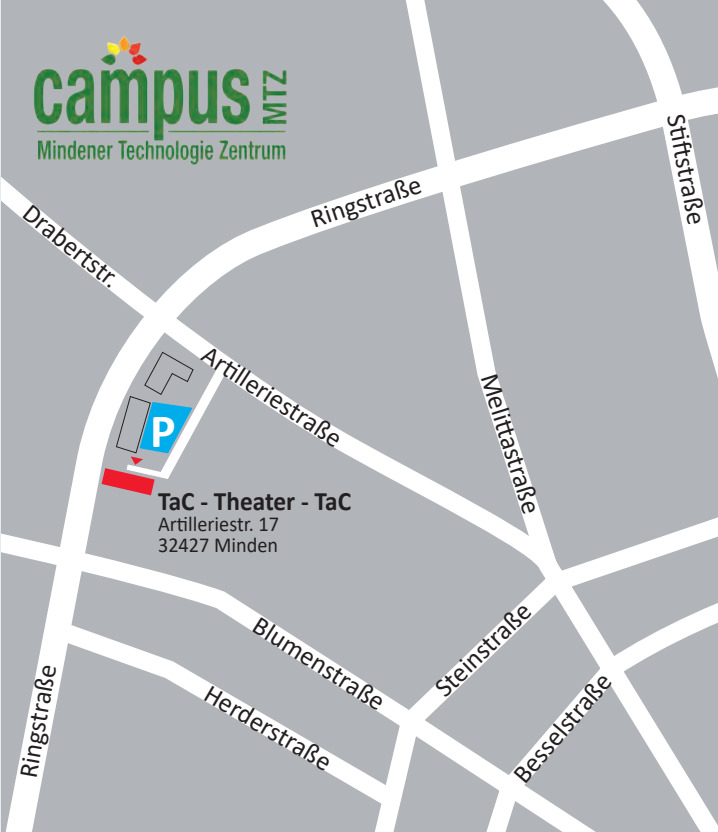 campus MTZ
Mindener Technologie Zentrum
Stiftstraße
Ringstraße
Drabertstr.
Artilleriestraße
Melittastraße
P
TaC - Theater - TaC
Artilleriestr. 17
32427 Minden
Blumenstraße
Steinstraße
Ringstraße
Herderstraße
Besselstraße